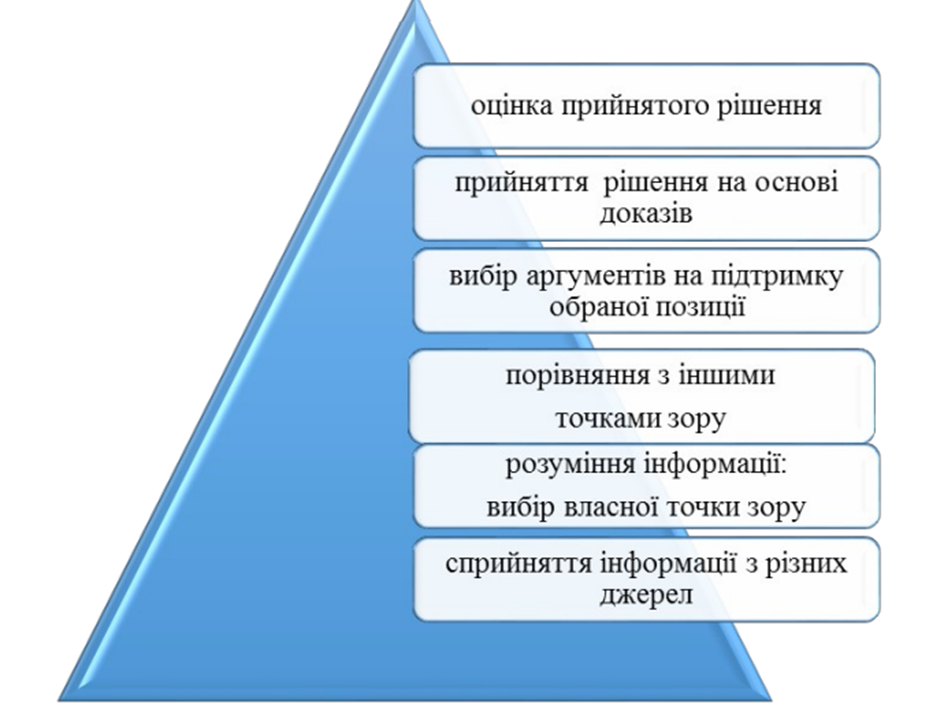 оцінка прийнятого рішення
прийняття рішення на основі
доказів
вибір аргументів на підтримку
обраної позиції
порівняння з іншими
точками зору
розуміння інформації:
вибір власної точки зору
сприйняття інформації з різних
джерел